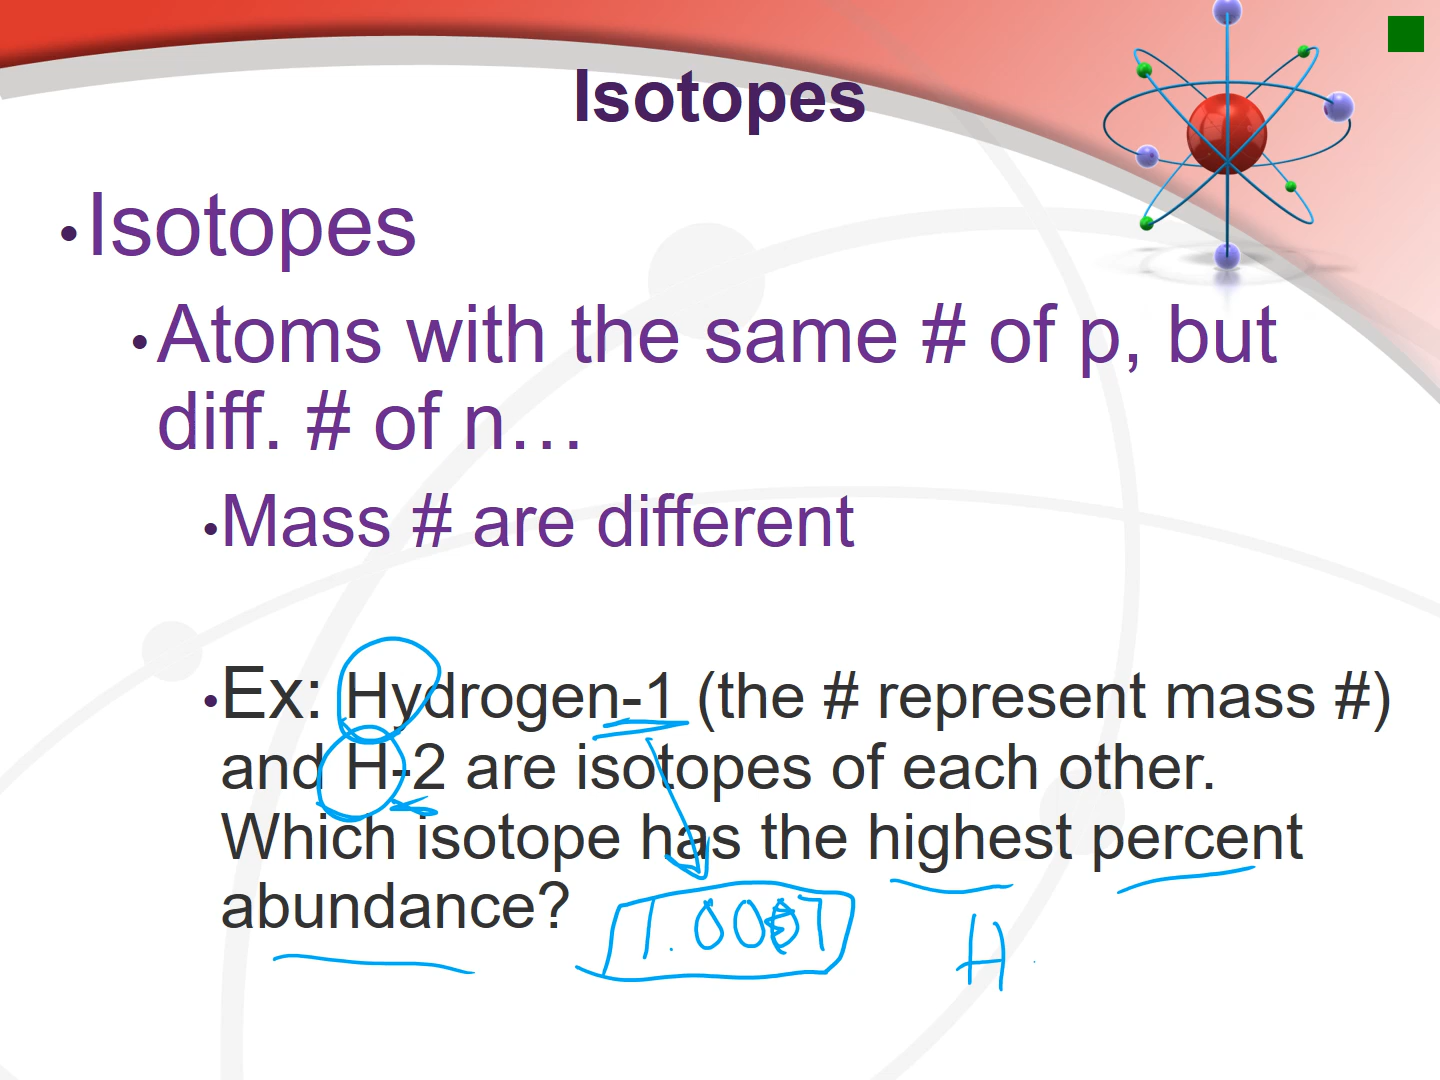 Isotopes
• Isotopes
• Atoms with the same # of p, but
diff. # of n…
• Mass # are different
• Ex: Hydrogen-1 (the # represent mass #)
and H-2 are isotopes of each other.
Which isotope has the highest percent
abundance?
H